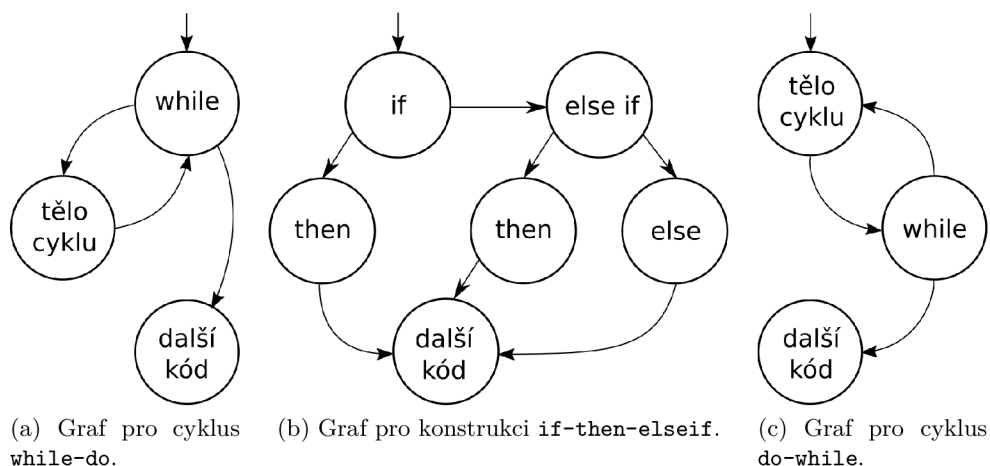 while
tělo
cyklu
další
kód
(a) Graf pro cyklus
while-do.
if
else if
then
then
else
další
kód
(b) Graf pro konstrukci if-then-elseif.
tělo
cyklu
while
další
kód
(c) Graf pro cyklus
do-while.